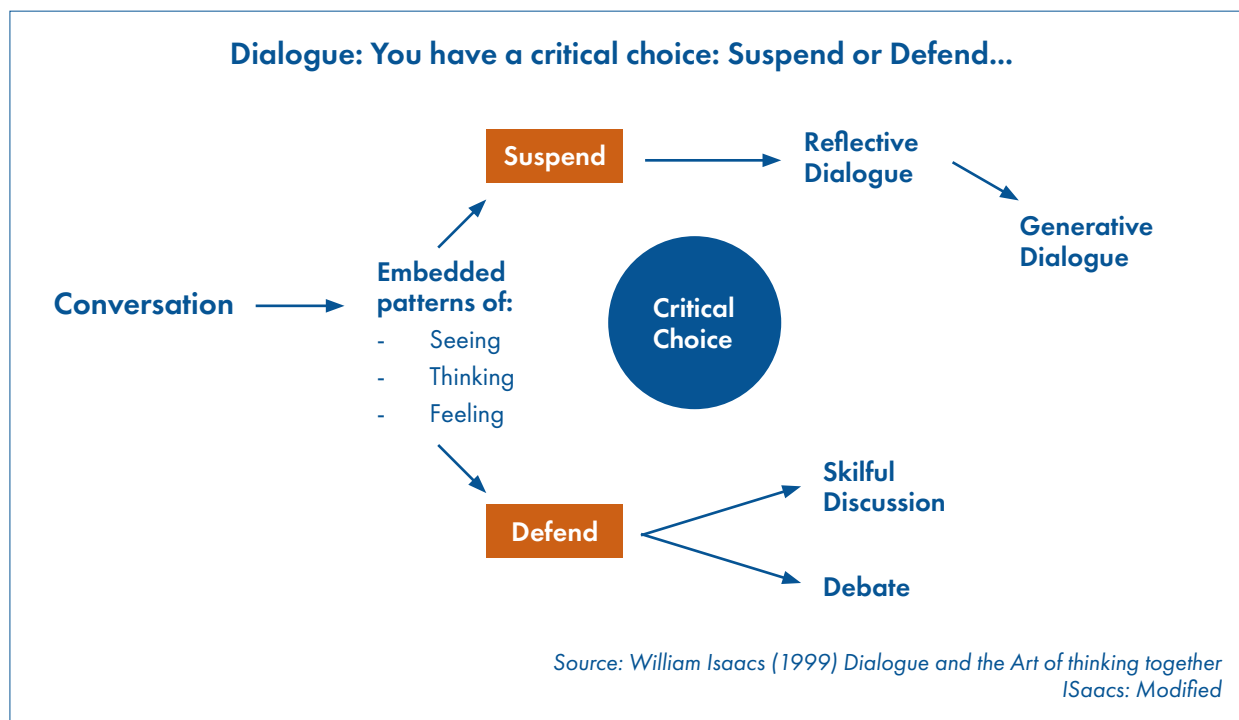 Dialogue: You have a critical choice: Suspend or Defend...
Suspend
Reflective
Dialogue
Generative
Dialogue
Conversation
Embedded
patterns of:
- Seeing
- Thinking
- Feeling
Critical
Choice
Defend
Skilful
Discussion
Debate
Source: William Isaacs (1999) Dialogue and the Art of thinking together
ISaacs: Modified